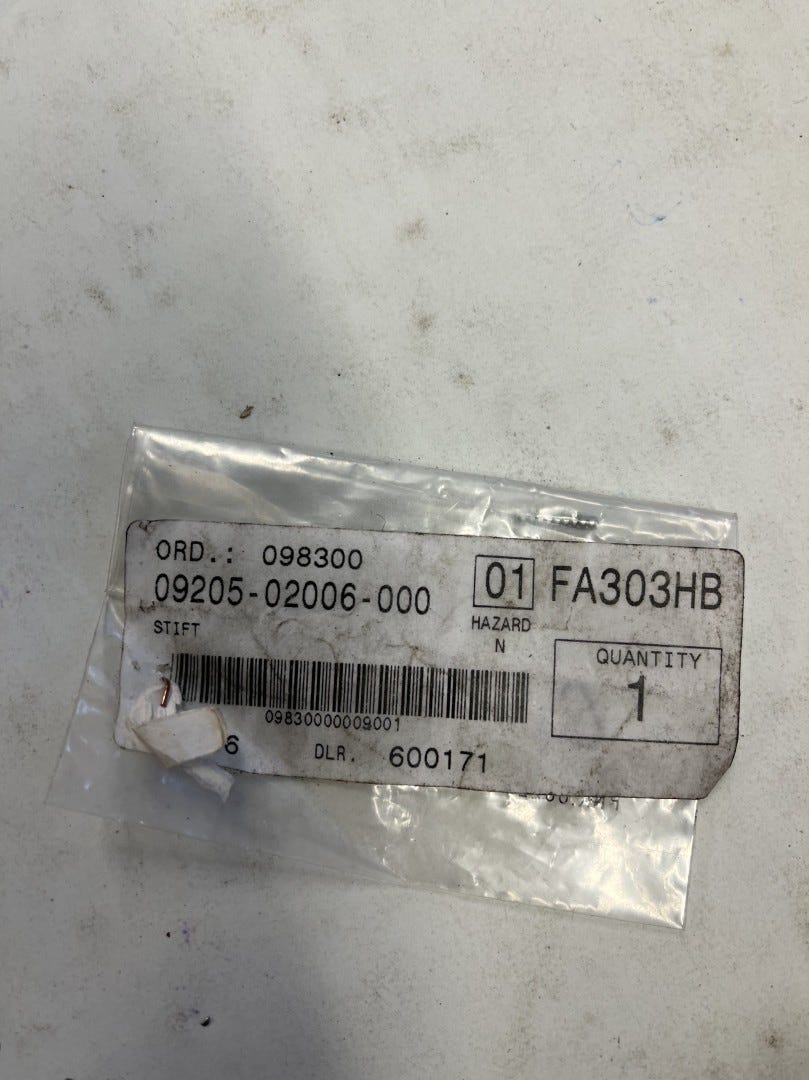 ORD.: 098300
09205-02006-000
01 FA303HB
STIFT
HAZARD
N
QUANTITY
1
09830000009001
6
DLR. 600171